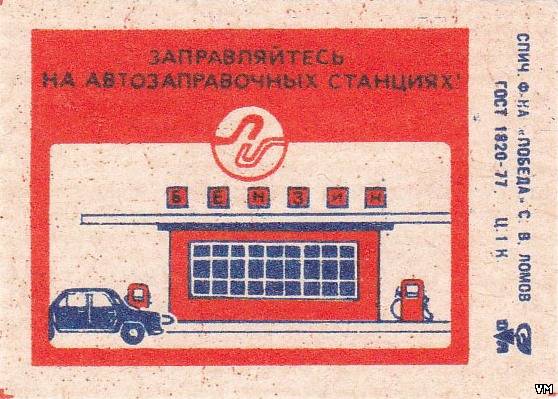 ЗАПРАВЛЯЙТЕСЬ
НА АВТОЗАПРАВОЧНЫХ СТАНЦИЯХ!
БЕНЗИН
СПИЧ. Ф-КА «ПОБЕДА» С. В. ЛОМОВ
ГОСТ 1820-77. Ц. 1 К.
VM